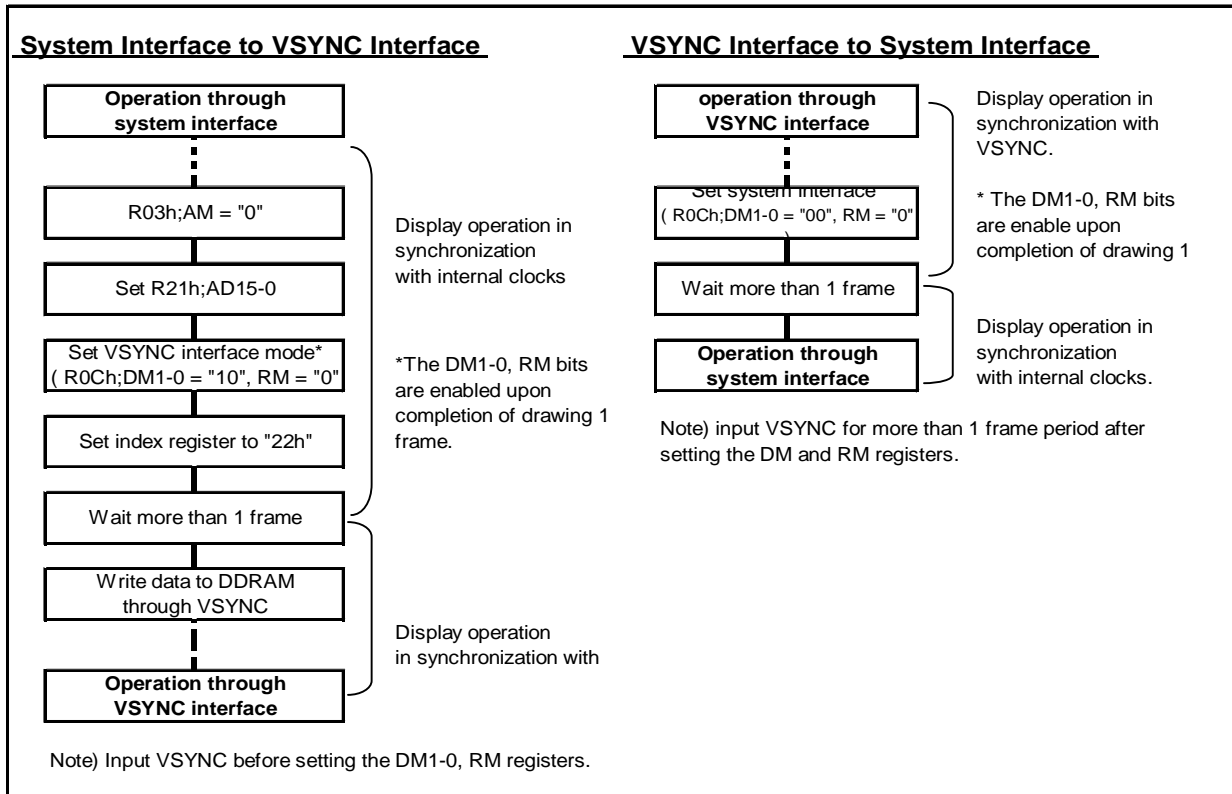 System Interface to VSYNC Interface
Operation through
system interface
R03h;AM = "0"
Set R21h;AD15-0
Set VSYNC interface mode*
( R0Ch;DM1-0 = "10", RM = "0"
Set index register to "22h"
Wait more than 1 frame
Write data to DDRAM
through VSYNC
Operation through
VSYNC interface
Display operation in
synchronization
with internal clocks
*The DM1-0, RM bits
are enabled upon
completion of drawing 1
frame.
Display operation
in synchronization with
Note) Input VSYNC before setting the DM1-0, RM registers.
VSYNC Interface to System Interface
operation through
VSYNC interface
Set system interface
( R0Ch;DM1-0 = "00", RM = "0"
)
Wait more than 1 frame
Operation through
system interface
Display operation in
synchronization with
VSYNC.
* The DM1-0, RM bits
are enable upon
completion of drawing 1
Display operation in
synchronization
with internal clocks.
Note) input VSYNC for more than 1 frame period after
setting the DM and RM registers.